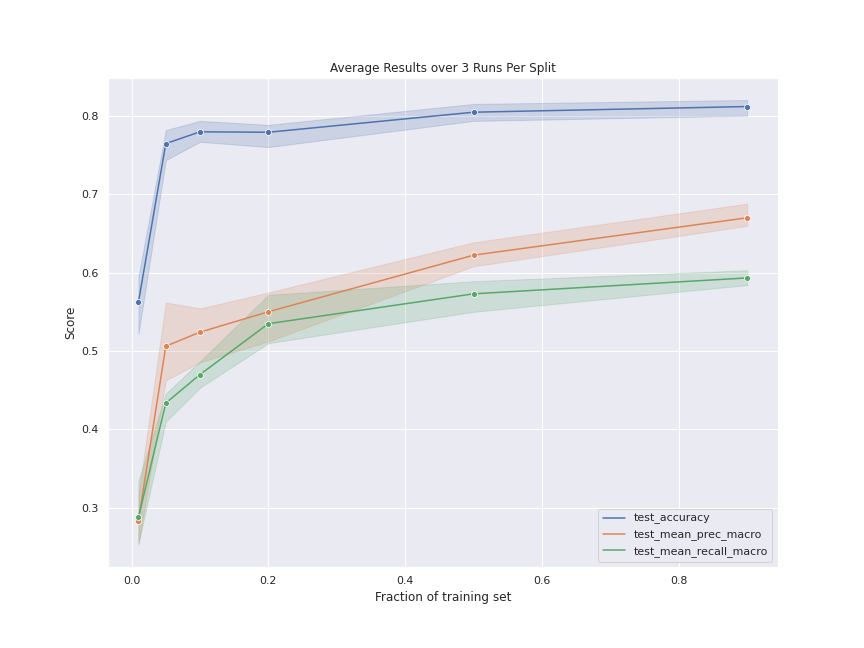 Average Results over 3 Runs Per Split
Score
0.8
0.7
0.6
0.5
0.4
0.3
0.0 0.2 0.4 0.6 0.8
Fraction of training set
test_accuracy
test_mean_prec_macro
test_mean_recall_macro